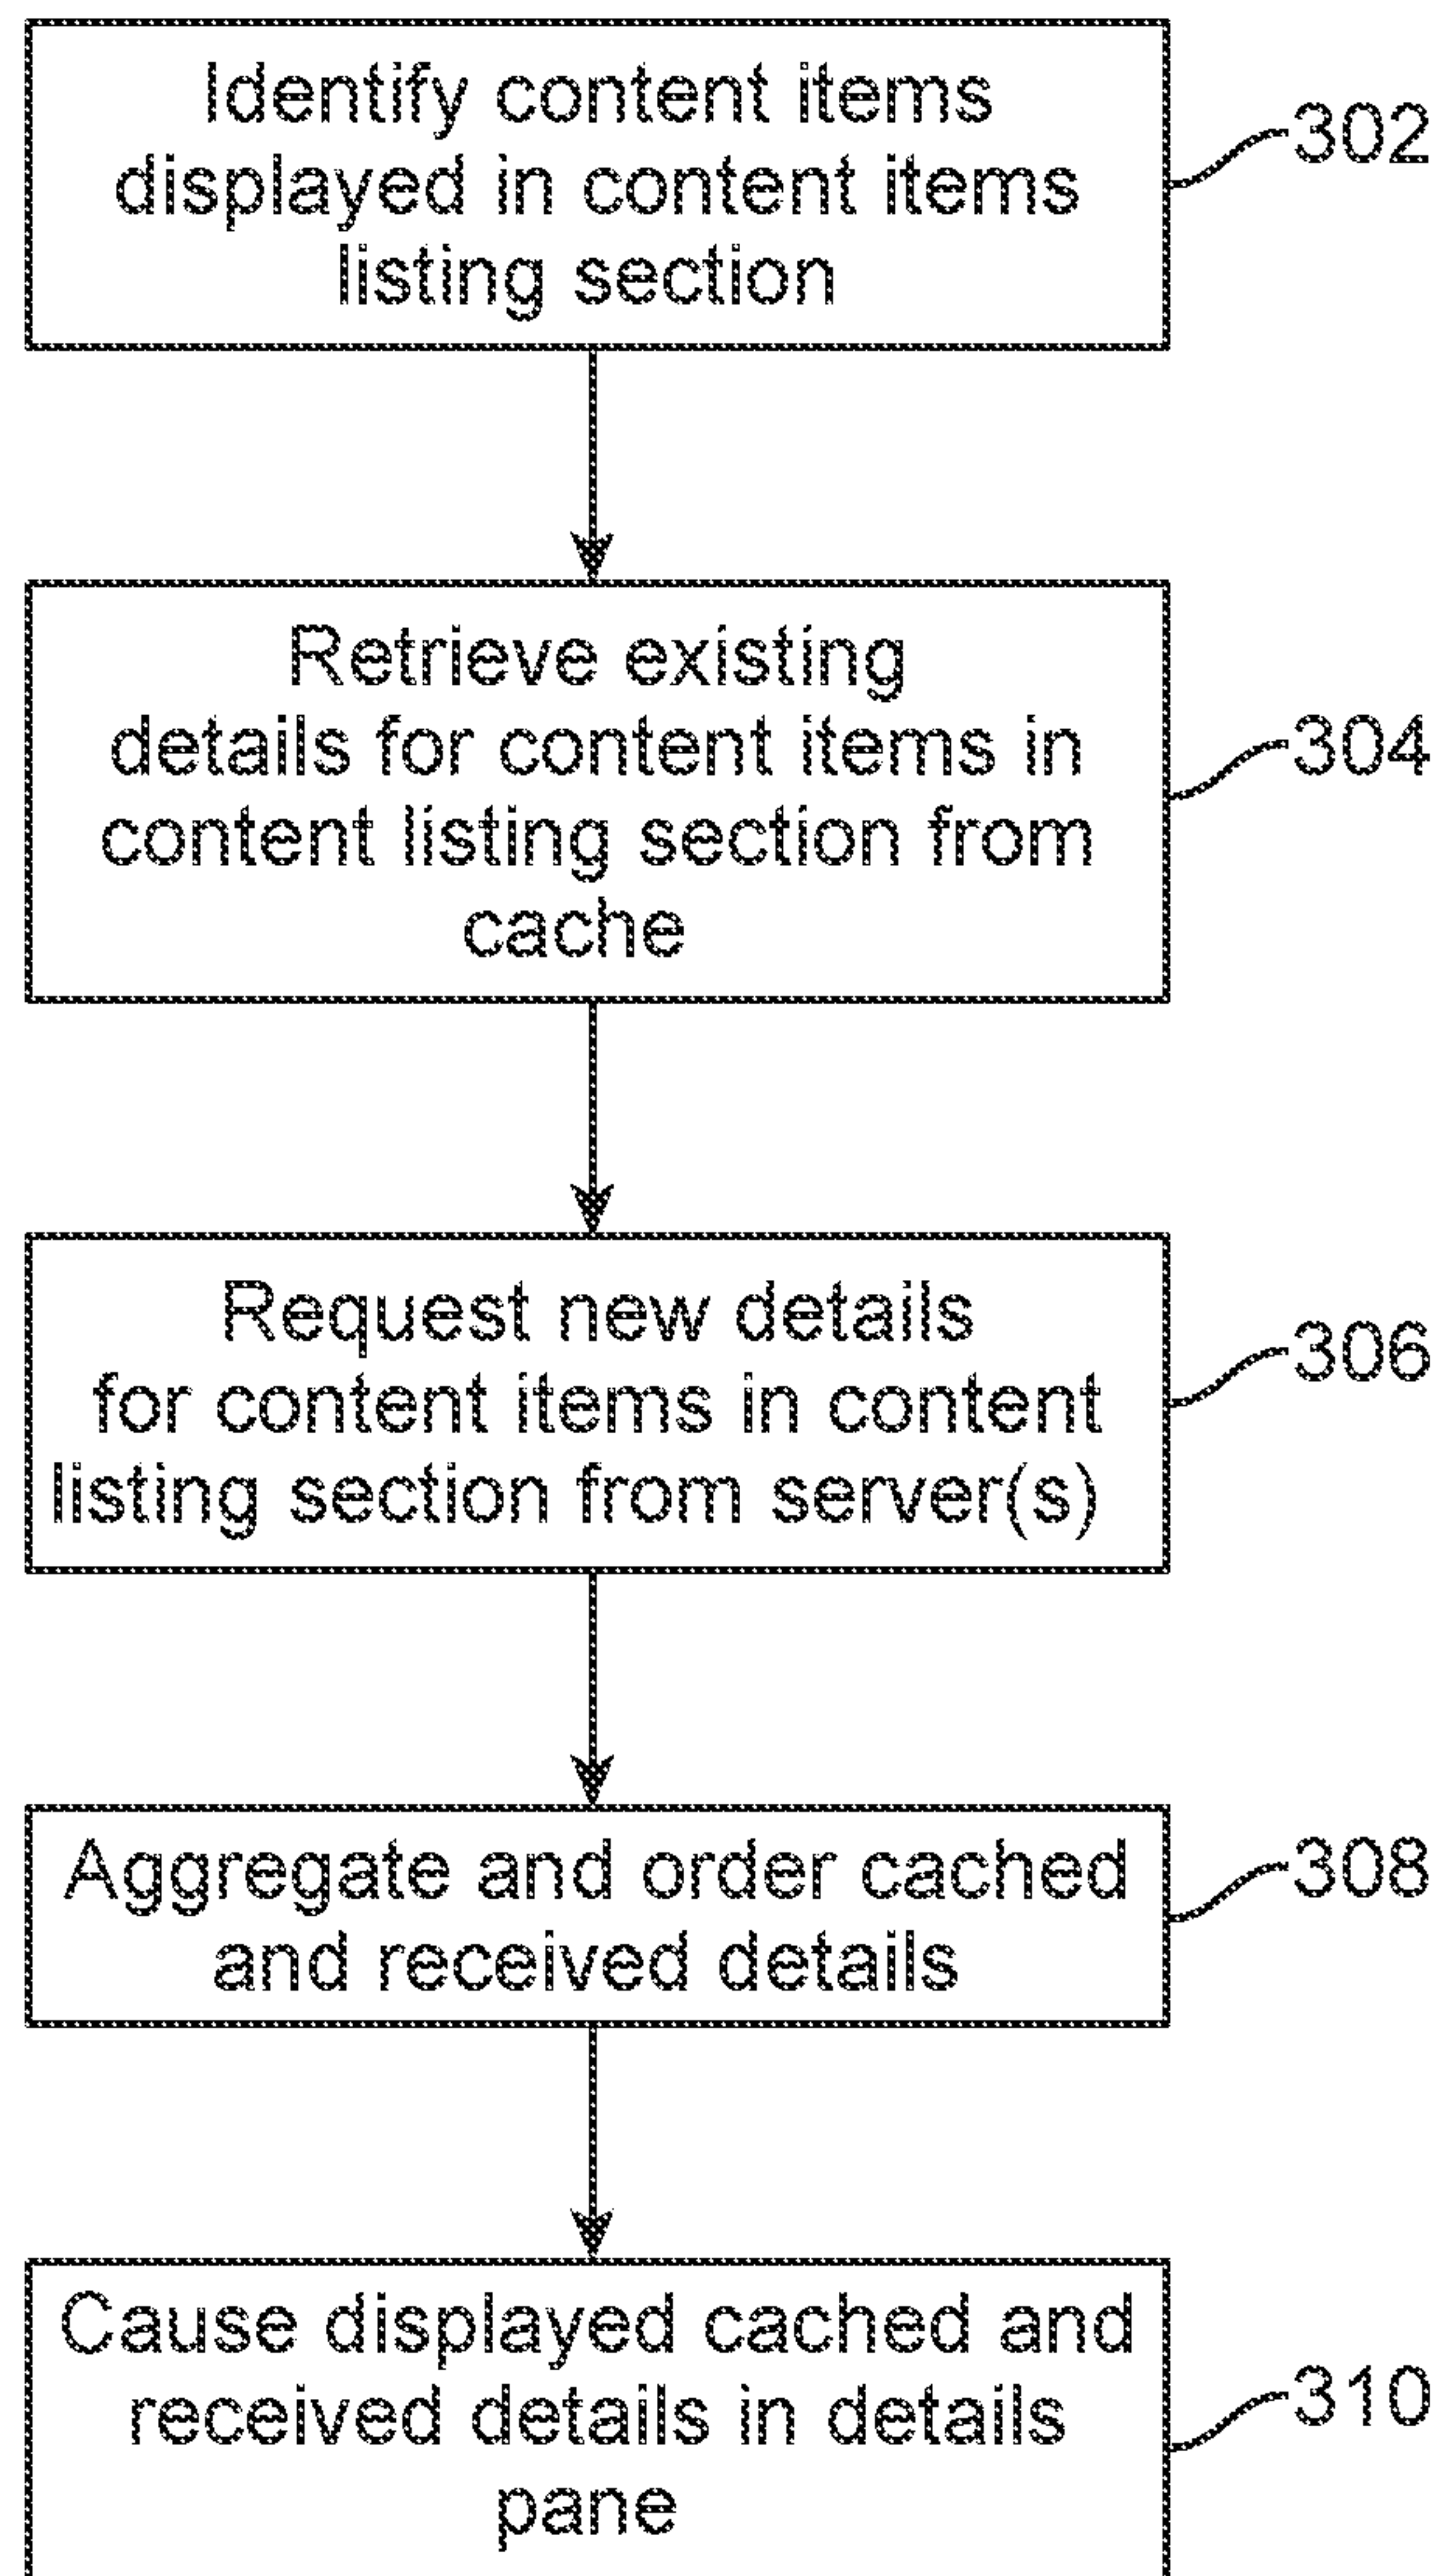 Identify content items
displayed in content items
listing section
302
Retrieve existing
details for content items in
content listing section from
cache
304
Request new details
for content items in content
listing section from server(s)
306
Aggregate and order cached
and received details
308
Cause displayed cached and
received details in details
pane
310